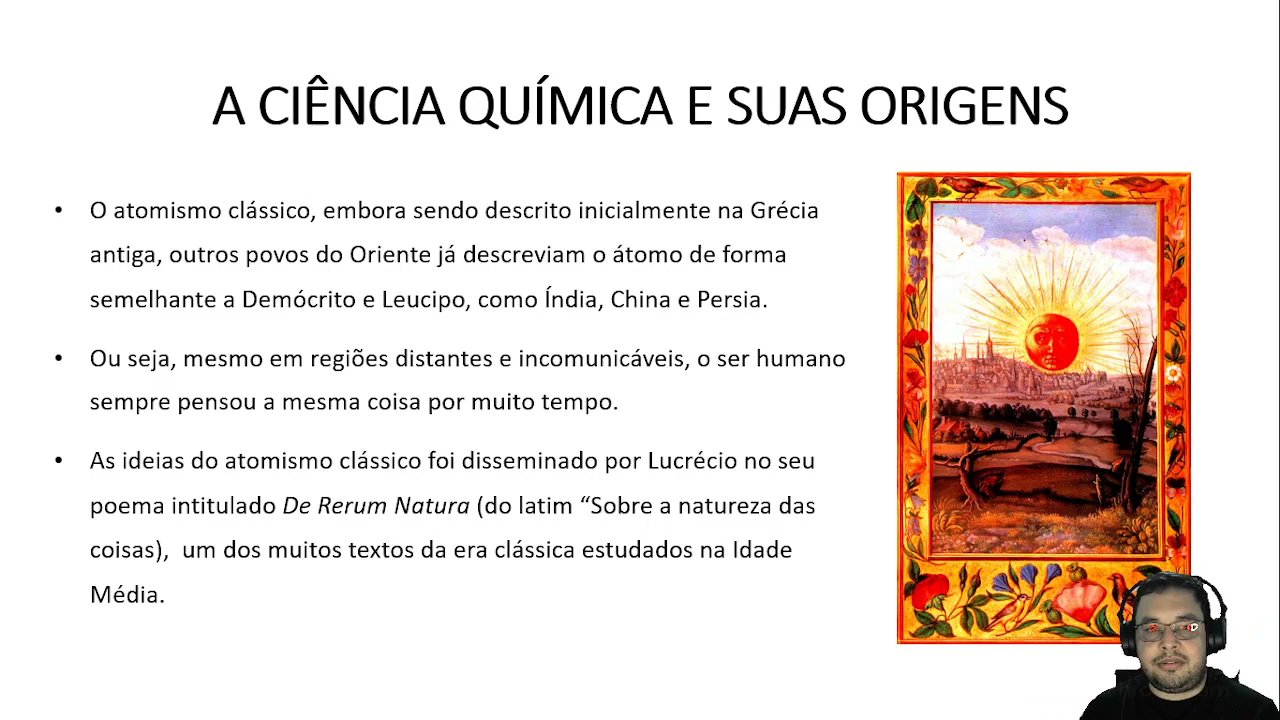 A CIÊNCIA QUÍMICA E SUAS ORIGENS
• O atomismo clássico, embora sendo descrito inicialmente na Grécia
antiga, outros povos do Oriente já descreviam o átomo de forma
semelhante a Demócrito e Leucipo, como Índia, China e Persia.
• Ou seja, mesmo em regiões distantes e incomunicáveis, o ser humano
sempre pensou a mesma coisa por muito tempo.
• As ideias do atomismo clássico foi disseminado por Lucrécio no seu
poema intitulado De Rerum Natura (do latim “Sobre a natureza das
coisas), um dos muitos textos da era clássica estudados na Idade
Média.